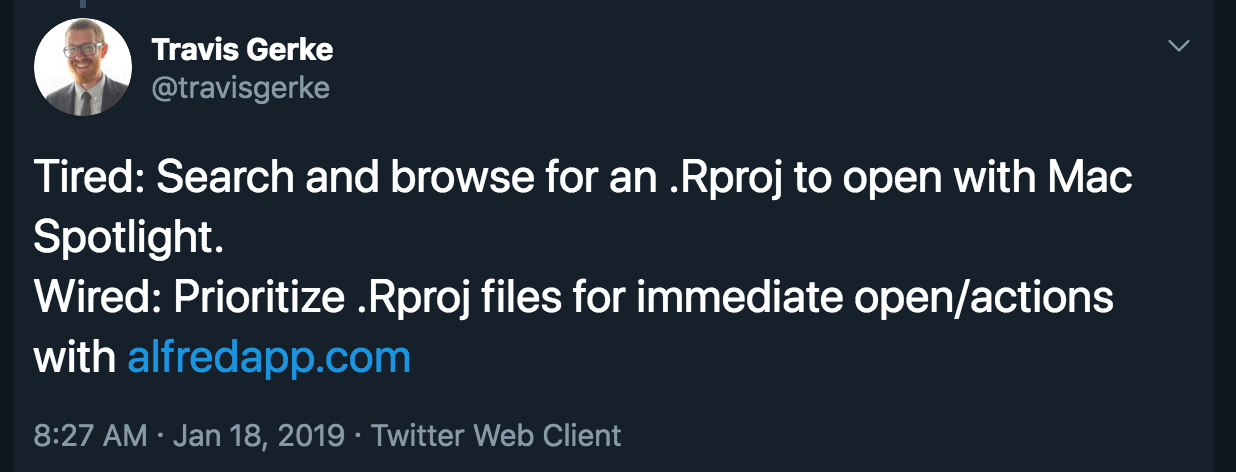 Travis Gerke
@travisgerke
Tired: Search and browse for an .Rproj to open with Mac
Spotlight.
Wired: Prioritize .Rproj files for immediate open/actions
with alfredapp.com
8:27 AM · Jan 18, 2019 · Twitter Web Client